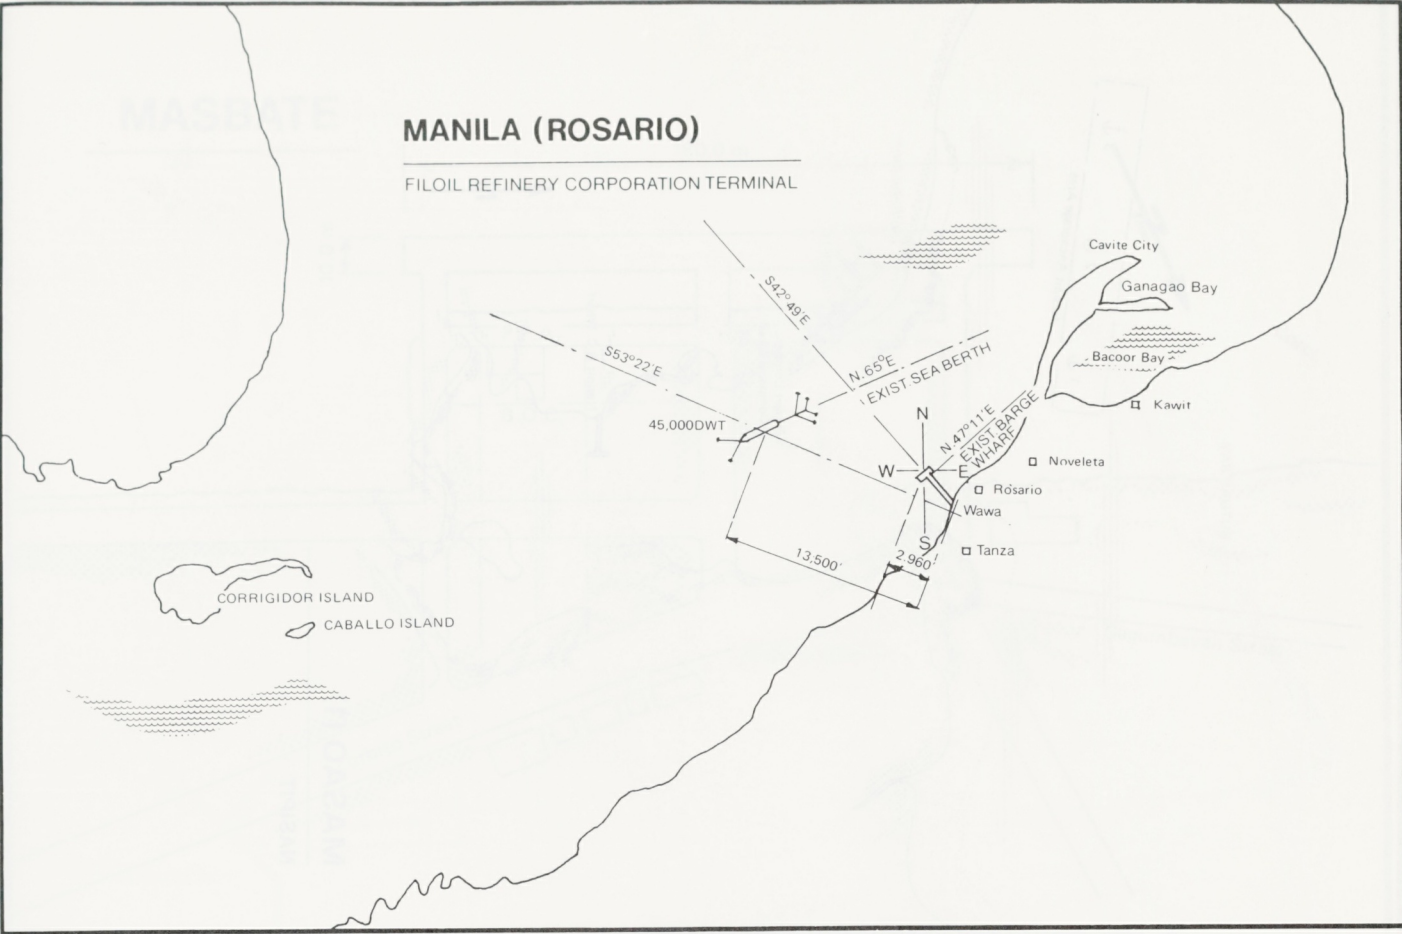 MANILA (ROSARIO)
FILOIL REFINERY CORPORATION TERMINAL
Cavite City
Ganagao Bay
S42°49'E
S53°22'E
N.65°E
EXIST. SEA BERTH
Bacoor Bay
Kawit
45,000DWT
N
N.47°11'E
EXIST. BARGE
WHARF
W
E
Noveleta
Rosario
Wawa
S
Tanza
13,500'
2,960'
CORRIGIDOR ISLAND
CABALLO ISLAND